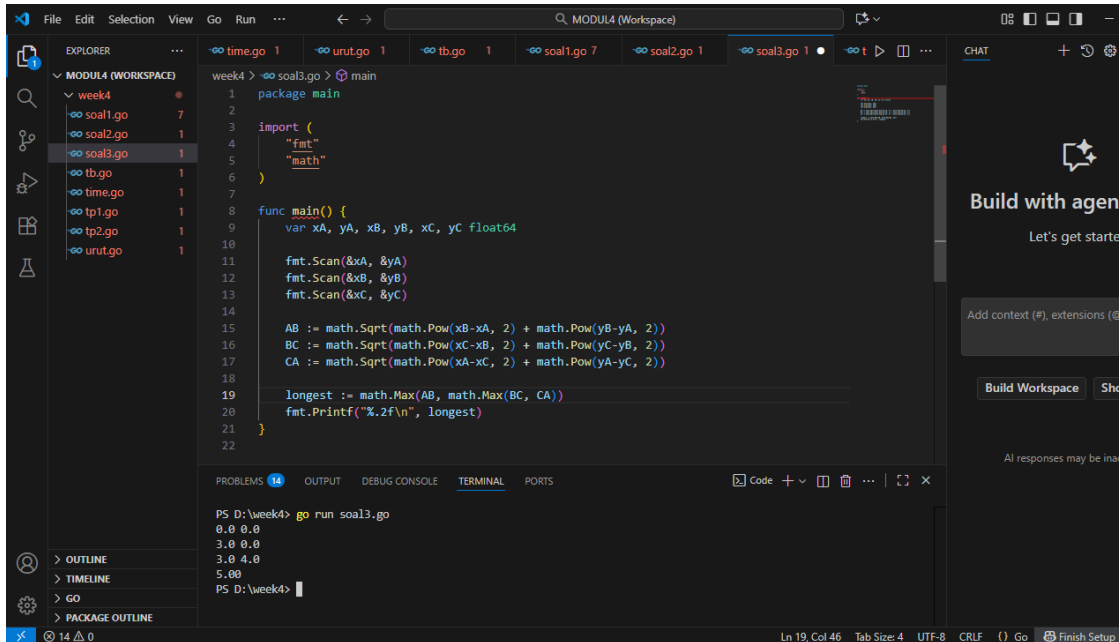 File Edit Selection View Go Run ··· ← → MODUL4 (Workspace)
EXPLORER ···
MODUL4 (WORKSPACE)
week4
soal1.go 7
soal2.go 1
soal3.go 1
tb.go 1
time.go 1
tp1.go 1
tp2.go 1
urut.go 1
OUTLINE
TIMELINE
GO
PACKAGE OUTLINE
time.go 1 urut.go 1 tb.go 1 soal1.go 7 soal2.go 1 soal3.go 1 ● t ···
week4 > soal3.go > main
1 package main
2
3 import (
4     "fmt"
5     "math"
6 )
7
8 func main() {
9     var xA, yA, xB, yB, xC, yC float64
10
11     fmt.Scan(&xA, &yA)
12     fmt.Scan(&xB, &yB)
13     fmt.Scan(&xC, &yC)
14
15     AB := math.Sqrt(math.Pow(xB-xA, 2) + math.Pow(yB-yA, 2))
16     BC := math.Sqrt(math.Pow(xC-xB, 2) + math.Pow(yC-yB, 2))
17     CA := math.Sqrt(math.Pow(xA-xC, 2) + math.Pow(yA-yC, 2))
18
19     longest := math.Max(AB, math.Max(BC, CA))
20     fmt.Printf("%.2f\n", longest)
21 }
22
PROBLEMS 14 OUTPUT DEBUG CONSOLE TERMINAL PORTS Code ···
PS D:\week4> go run soal3.go
0.0 0.0
3.0 0.0
3.0 4.0
5.00
PS D:\week4>
CHAT
Build with agen
Let's get starte
Add context (#), extensions (@
Build Workspace Sho
AI responses may be ina
1
14 0 Ln 19, Col 46 Tab Size: 4 UTF-8 CRLF {} Go Finish Setup